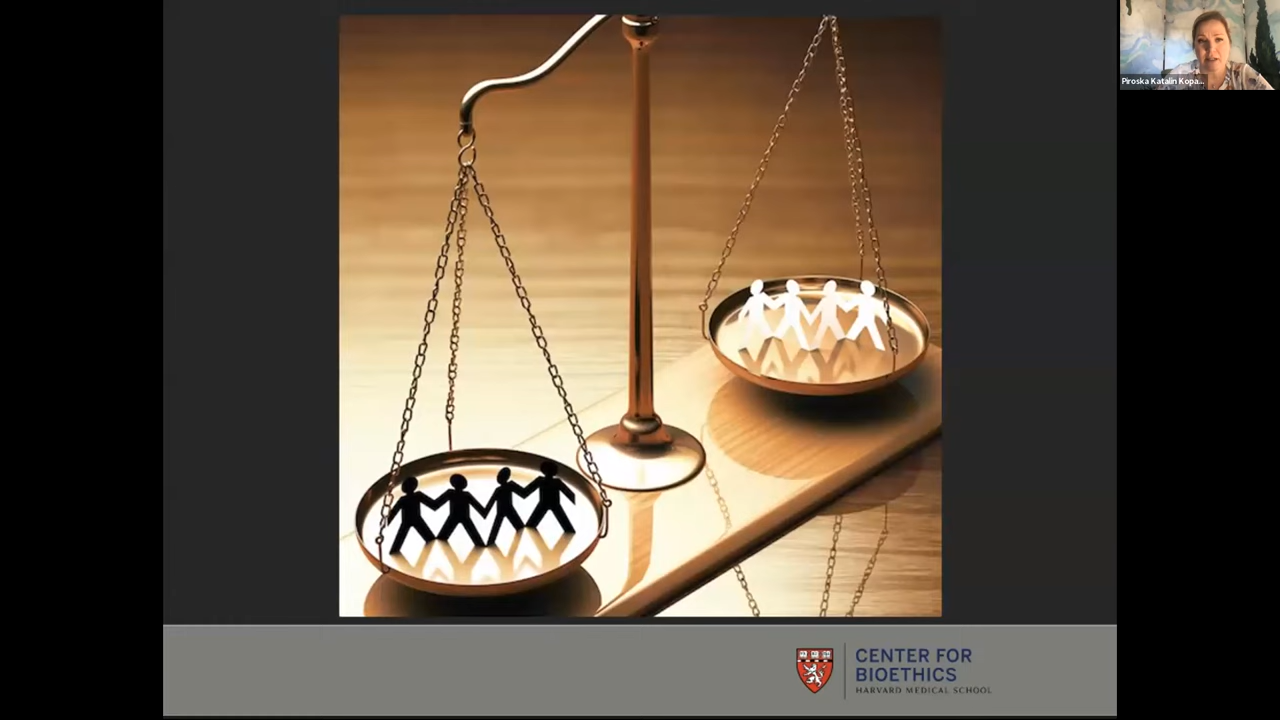 Piroska Katalin Kopa...
CENTER FOR
BIOETHICS
HARVARD MEDICAL SCHOOL